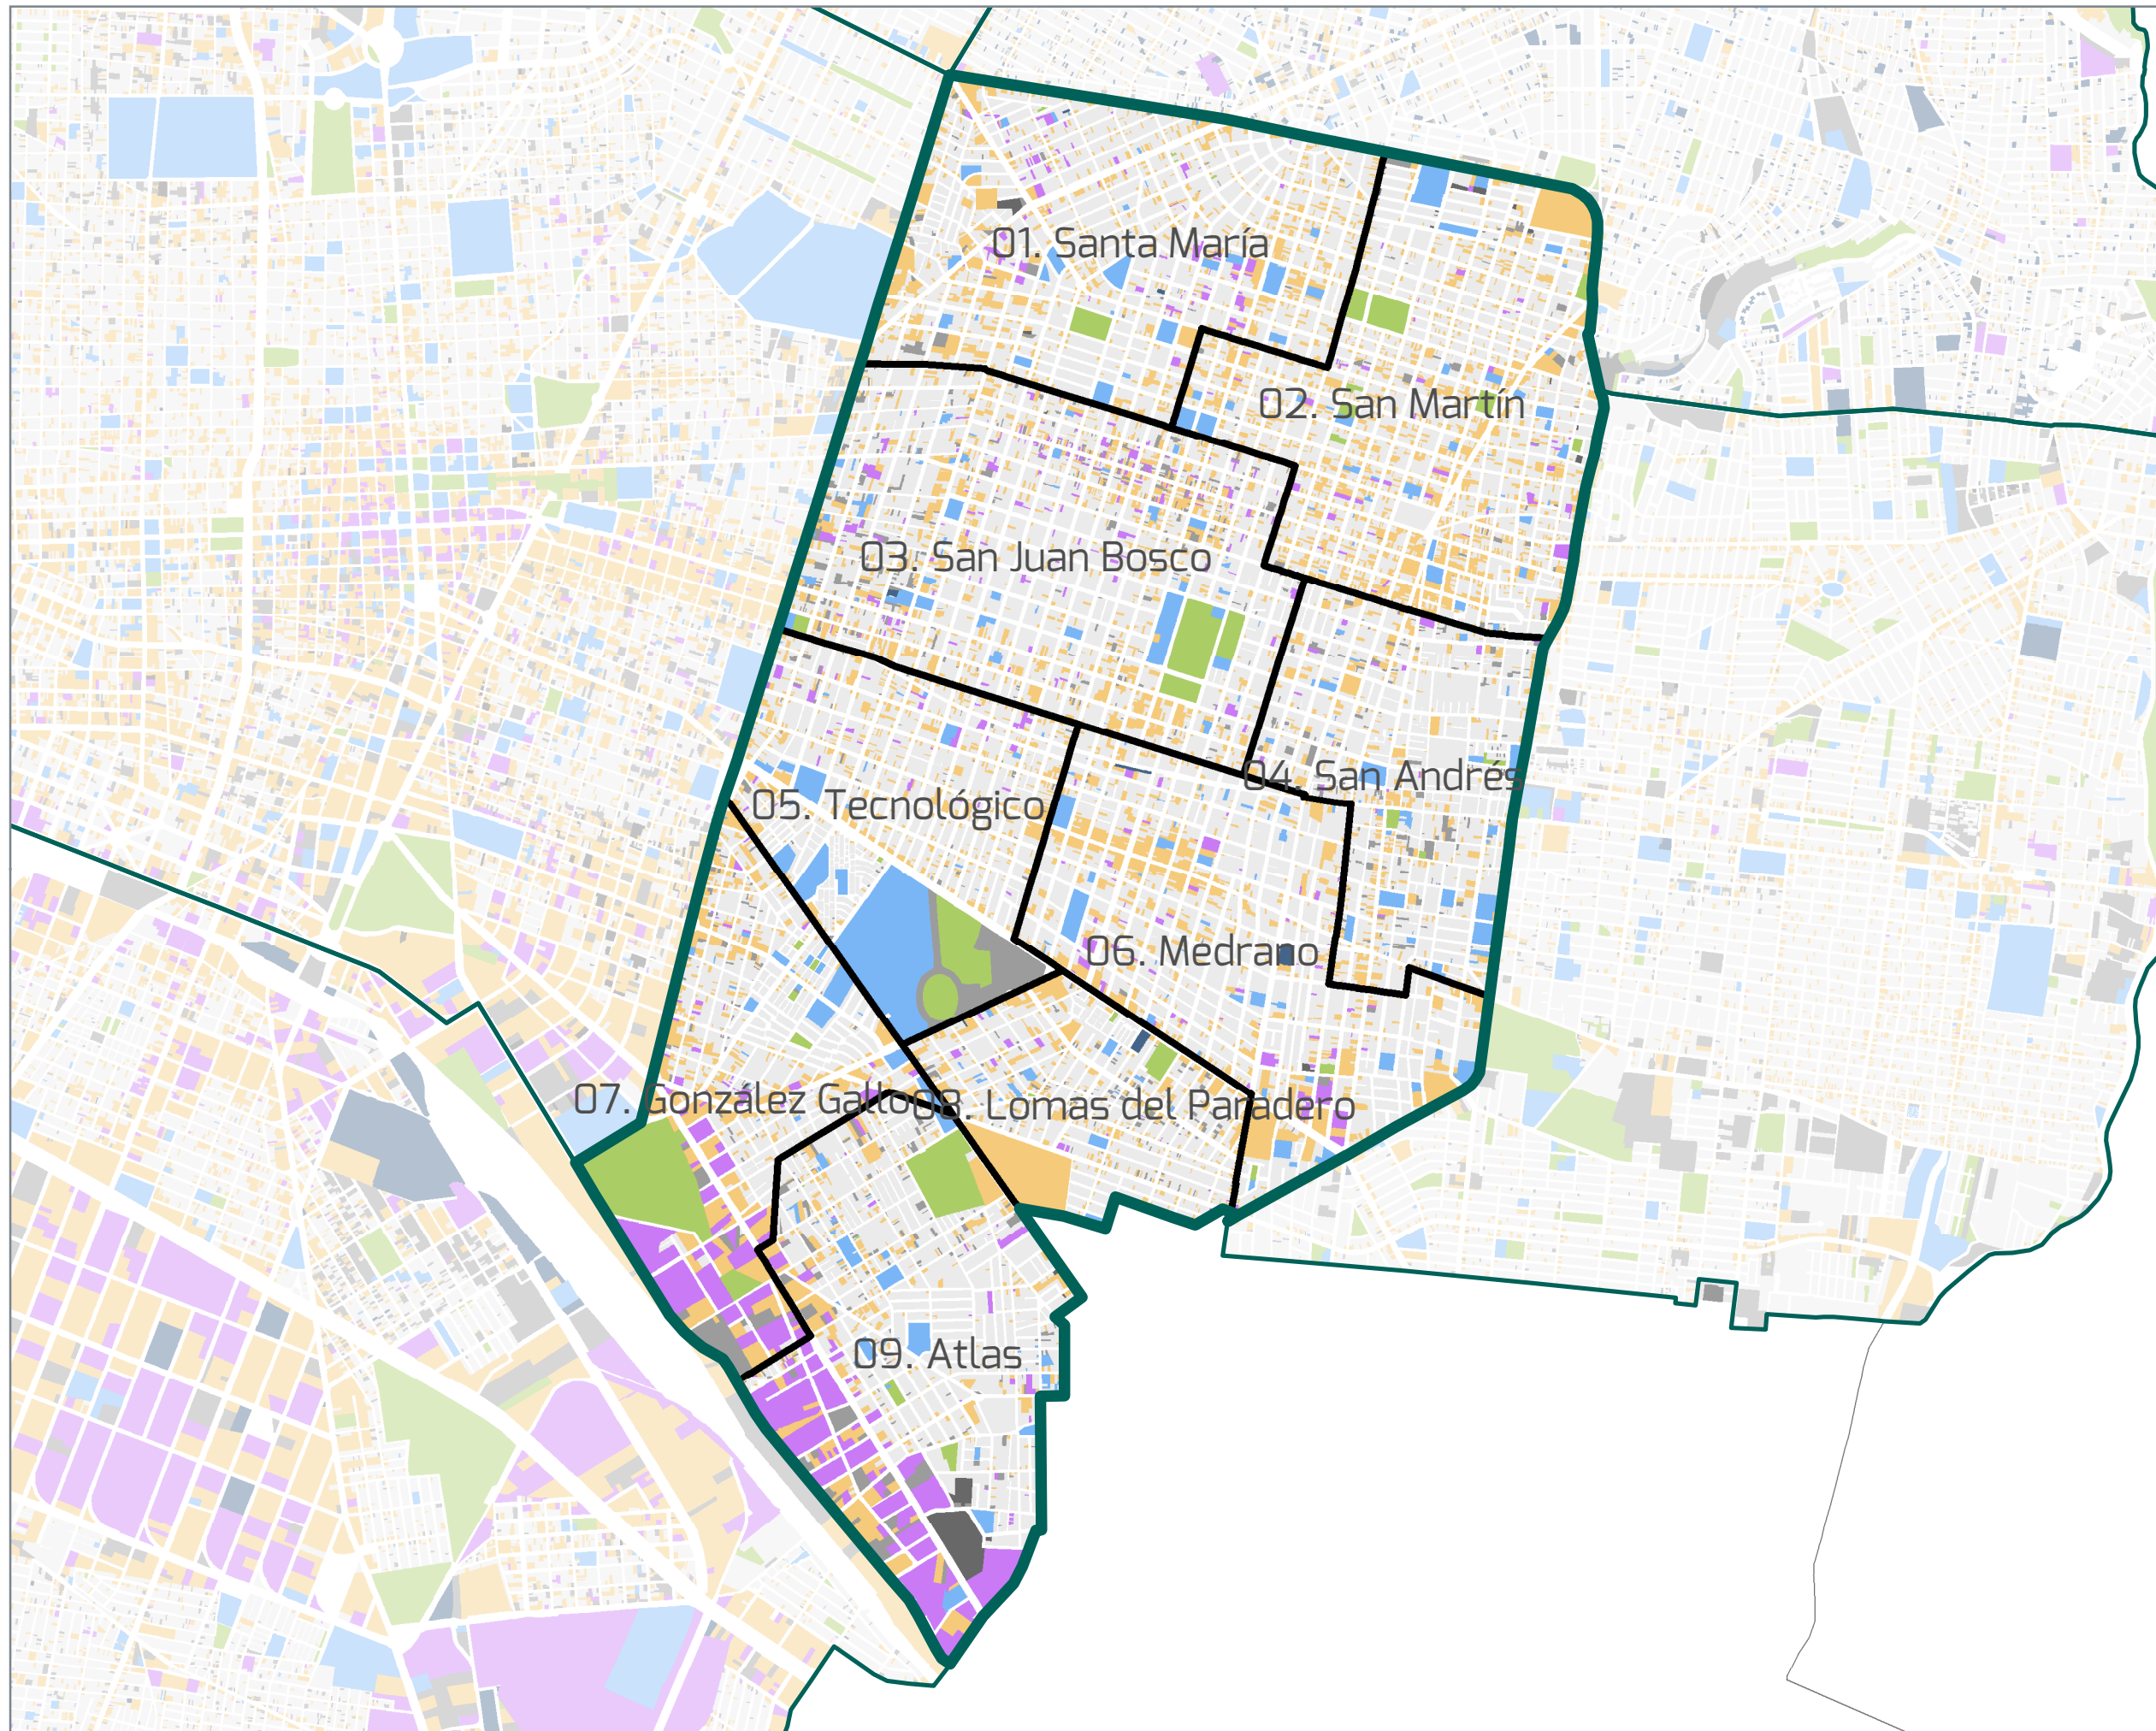 01. Santa María
02. San Martín
03. San Juan Bosco
04. San Andrés
05. Tecnológico
06. Medrano
07. González Gallo
08. Lomas del Paradero
09. Atlas